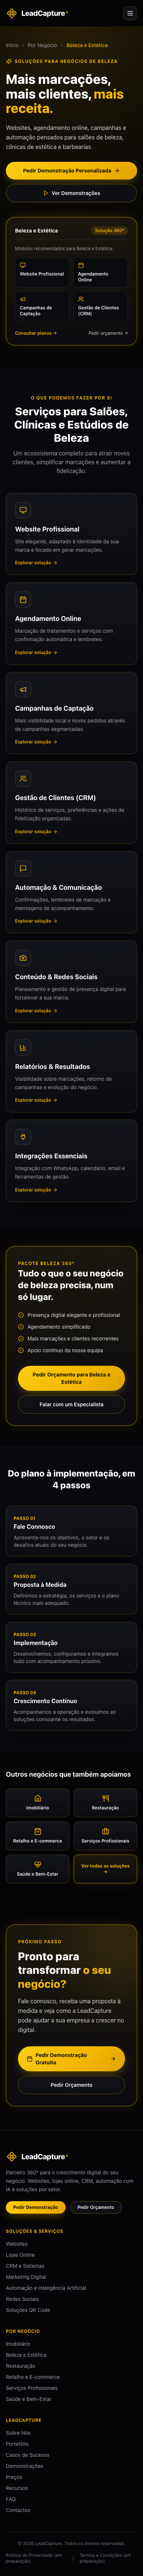 LeadCapture+
Início > Por Negócio > Beleza e Estética
SOLUÇÕES PARA NEGÓCIOS DE BELEZA
Mais marcações,
mais clientes, mais
receita.
Websites, agendamento online, campanhas e
automação pensados para salões de beleza,
clínicas de estética e barbearias.
Pedir Demonstração Personalizada →
Ver Demonstrações
Beleza e Estética
Solução 360º
Módulos recomendados para Beleza e Estética:
Website Profissional
Agendamento
Online
Campanhas de
Captação
Gestão de Clientes
(CRM)
Consultar planos →
Pedir orçamento →
O QUE PODEMOS FAZER POR SI
Serviços para Salões,
Clínicas e Estúdios de
Beleza
Um ecossistema completo para atrair clientes,
simplificar marcações e aumentar a
fidelização.
Website Profissional
Site elegante, adaptado à identidade da sua
marca e focado em gerar marcações.
Explorar solução →
Agendamento Online
Marcação de tratamentos e serviços com
confirmação automática e lembretes.
Explorar solução →
Campanhas de Captação
Mais visibilidade local e novos pedidos através
de campanhas segmentadas.
Explorar solução →
Gestão de Clientes (CRM)
Histórico de serviços, preferências e ações de
fidelização organizadas.
Explorar solução →
Automação & Comunicação
Confirmações, lembretes de marcação e
mensagens de acompanhamento.
Explorar solução →
Conteúdo & Redes Sociais
Planeamento e gestão de presença digital para
fortalecer a sua marca.
Explorar solução →
Relatórios & Resultados
Visibilidade sobre marcações, retorno de
campanhas e evolução do negócio.
Explorar solução →
Integrações Essenciais
Integração com WhatsApp, calendário, email e
ferramentas de gestão.
Explorar solução →
PACOTE BELEZA 360º
Tudo o que o seu negócio
de beleza precisa, num
só lugar.
Presença digital elegante e profissional
Agendamento simplificado
Mais marcações e clientes recorrentes
Apoio contínuo da nossa equipa
Pedir Orçamento para Beleza e
Estética
Falar com um Especialista
Do plano à implementação, em
4 passos
PASSO 01
Fale Connosco
Apresenta-nos os objetivos, o setor e os
desafios atuais do seu negócio.
PASSO 02
Proposta à Medida
Definimos a estratégia, os serviços e o plano
técnico mais adequado.
PASSO 03
Implementação
Desenvolvemos, configuramos e integramos
tudo com acompanhamento próximo.
PASSO 04
Crescimento Contínuo
Acompanhamos a operação e evoluímos as
soluções consoante os resultados.
Outros negócios que também apoiamos
Imobiliário
Restauração
Retalho e E-commerce
Serviços Profissionais
Saúde e Bem-Estar
Ver todas as soluções
→
PRÓXIMO PASSO
Pronto para
transformar o seu
negócio?
Fale connosco, receba uma proposta à
medida e veja como a LeadCapture
pode ajudar a sua empresa a crescer no
digital.
Pedir Demonstração
Gratuita →
Pedir Orçamento
LeadCapture+
Parceiro 360º para o crescimento digital do seu
negócio. Websites, lojas online, CRM, automação com
IA e soluções por setor.
Pedir Demonstração
Pedir Orçamento
SOLUÇÕES & SERVIÇOS
Websites
Lojas Online
CRM e Sistemas
Marketing Digital
Automação e Inteligência Artificial
Redes Sociais
Soluções QR Code
POR NEGÓCIO
Imobiliário
Beleza e Estética
Restauração
Retalho e E-commerce
Serviços Profissionais
Saúde e Bem-Estar
LEADCAPTURE
Sobre Nós
Portefólio
Casos de Sucesso
Demonstrações
Preços
Recursos
FAQ
Contactos
© 2026 LeadCapture. Todos os direitos reservados.
Política de Privacidade (em
preparação)
|
Termos e Condições (em
preparação)